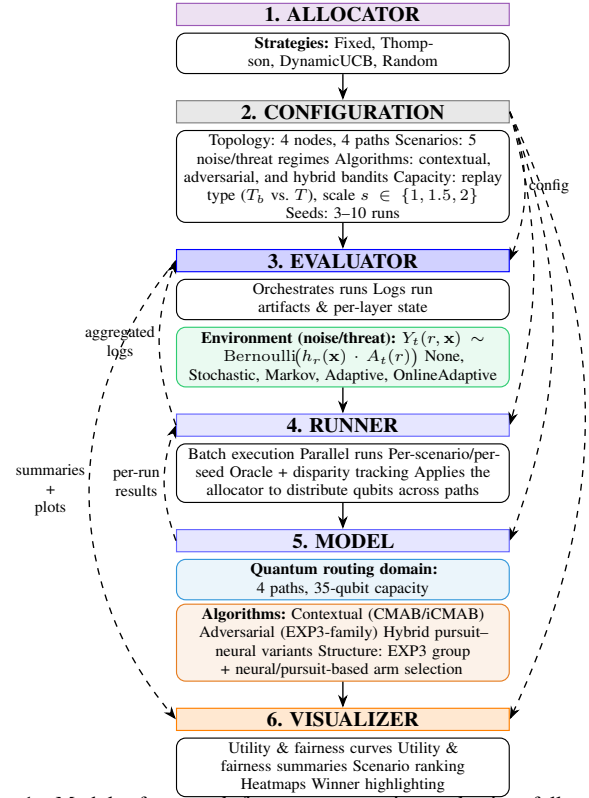 1. ALLOCATOR
Strategies: Fixed, Thomp-
son, DynamicUCB, Random
2. CONFIGURATION
Topology: 4 nodes, 4 paths Scenarios: 5
noise/threat regimes Algorithms: contextual,
adversarial, and hybrid bandits Capacity: replay
type (T_b vs. T), scale s ∈ {1, 1.5, 2}
Seeds: 3–10 runs
config
3. EVALUATOR
Orchestrates runs Logs run
artifacts & per-layer state
aggregated
logs
Environment (noise/threat): Y_t(r, x) ∼
Bernoulli(h_r(x) · A_t(r)) None,
Stochastic, Markov, Adaptive, OnlineAdaptive
4. RUNNER
Batch execution Parallel runs Per-scenario/per-
seed Oracle + disparity tracking Applies the
allocator to distribute qubits across paths
summaries
+
plots
per-run
results
5. MODEL
Quantum routing domain:
4 paths, 35-qubit capacity
Algorithms: Contextual (CMAB/iCMAB)
Adversarial (EXP3-family) Hybrid pursuit–
neural variants Structure: EXP3 group
+ neural/pursuit-based arm selection
6. VISUALIZER
Utility & fairness curves Utility &
fairness summaries Scenario ranking
Heatmaps Winner highlighting